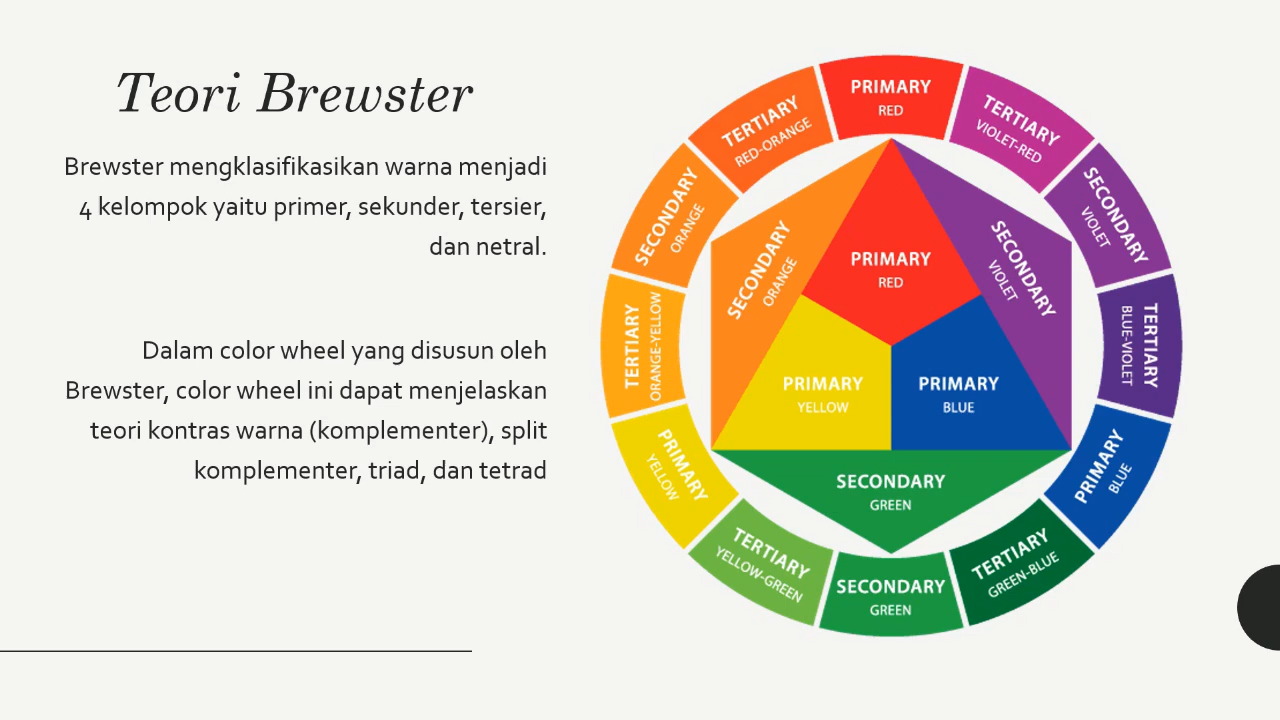 Teori Brewster
Brewster mengklasifikasikan warna menjadi
4 kelompok yaitu primer, sekunder, tersier,
dan netral.
Dalam color wheel yang disusun oleh
Brewster, color wheel ini dapat menjelaskan
teori kontras warna (komplementer), split
komplementer, triad, dan tetrad
PRIMARY
RED
TERTIARY
VIOLET-RED
SECONDARY
VIOLET
TERTIARY
BLUE-VIOLET
PRIMARY
BLUE
TERTIARY
GREEN-BLUE
SECONDARY
GREEN
TERTIARY
YELLOW-GREEN
PRIMARY
YELLOW
TERTIARY
ORANGE-YELLOW
SECONDARY
ORANGE
TERTIARY
RED-ORANGE
PRIMARY
RED
SECONDARY
ORANGE
SECONDARY
VIOLET
PRIMARY
YELLOW
PRIMARY
BLUE
SECONDARY
GREEN